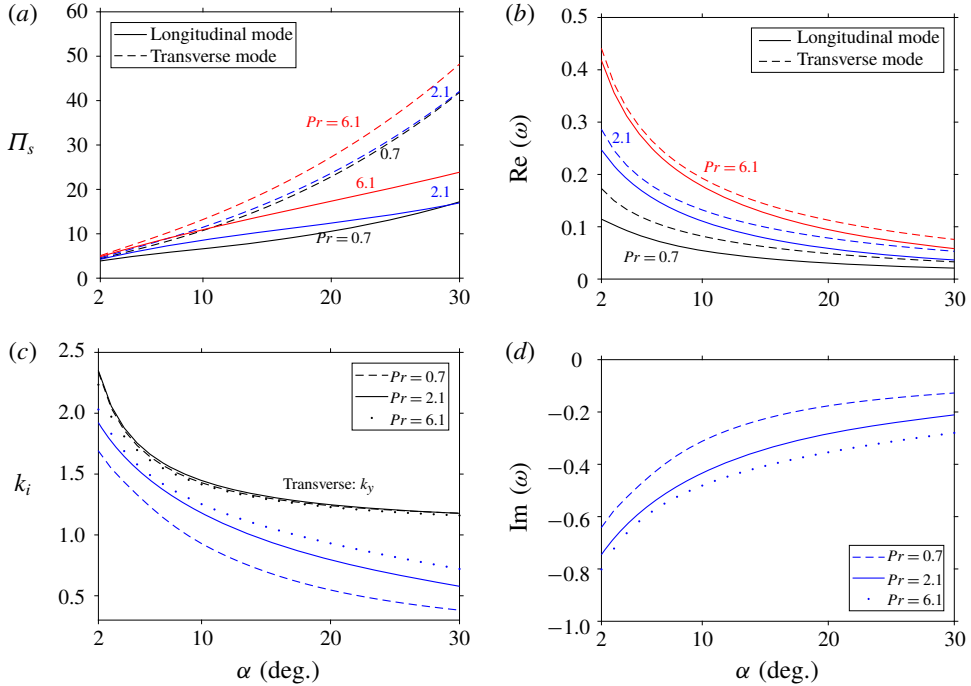 (a)
60
50
40
30
20
10
0
Π_s
Longitudinal mode
Transverse mode
Pr = 6.1
2.1
0.7
6.1
2.1
Pr = 0.7
2
10
20
30
(b)
0.5
0.4
0.3
0.2
0.1
0
Re (ω)
Longitudinal mode
Transverse mode
2.1
Pr = 6.1
Pr = 0.7
2
10
20
30
(c)
2.5
2.0
1.5
1.0
0.5
k_i
Pr = 0.7
Pr = 2.1
Pr = 6.1
Transverse: k_y
2
10
20
30
α (deg.)
(d)
0
−0.2
−0.4
−0.6
−0.8
−1.0
Im (ω)
Pr = 0.7
Pr = 2.1
Pr = 6.1
2
10
20
30
α (deg.)